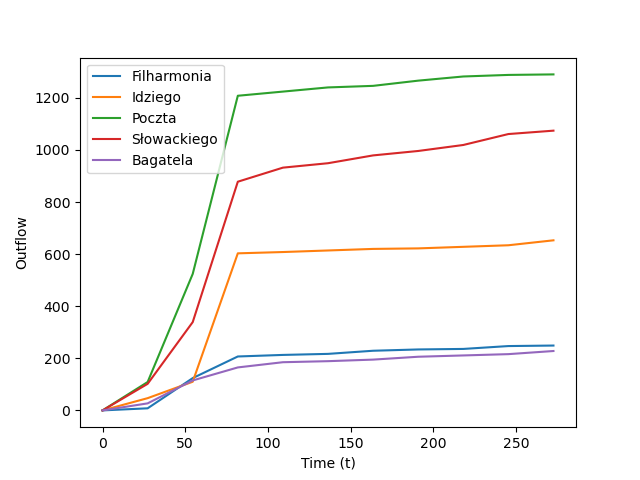 Filharmonia
Idziego
Poczta
Słowackiego
Bagatela
Outflow
1200
1000
800
600
400
200
0
0 50 100 150 200 250
Time (t)